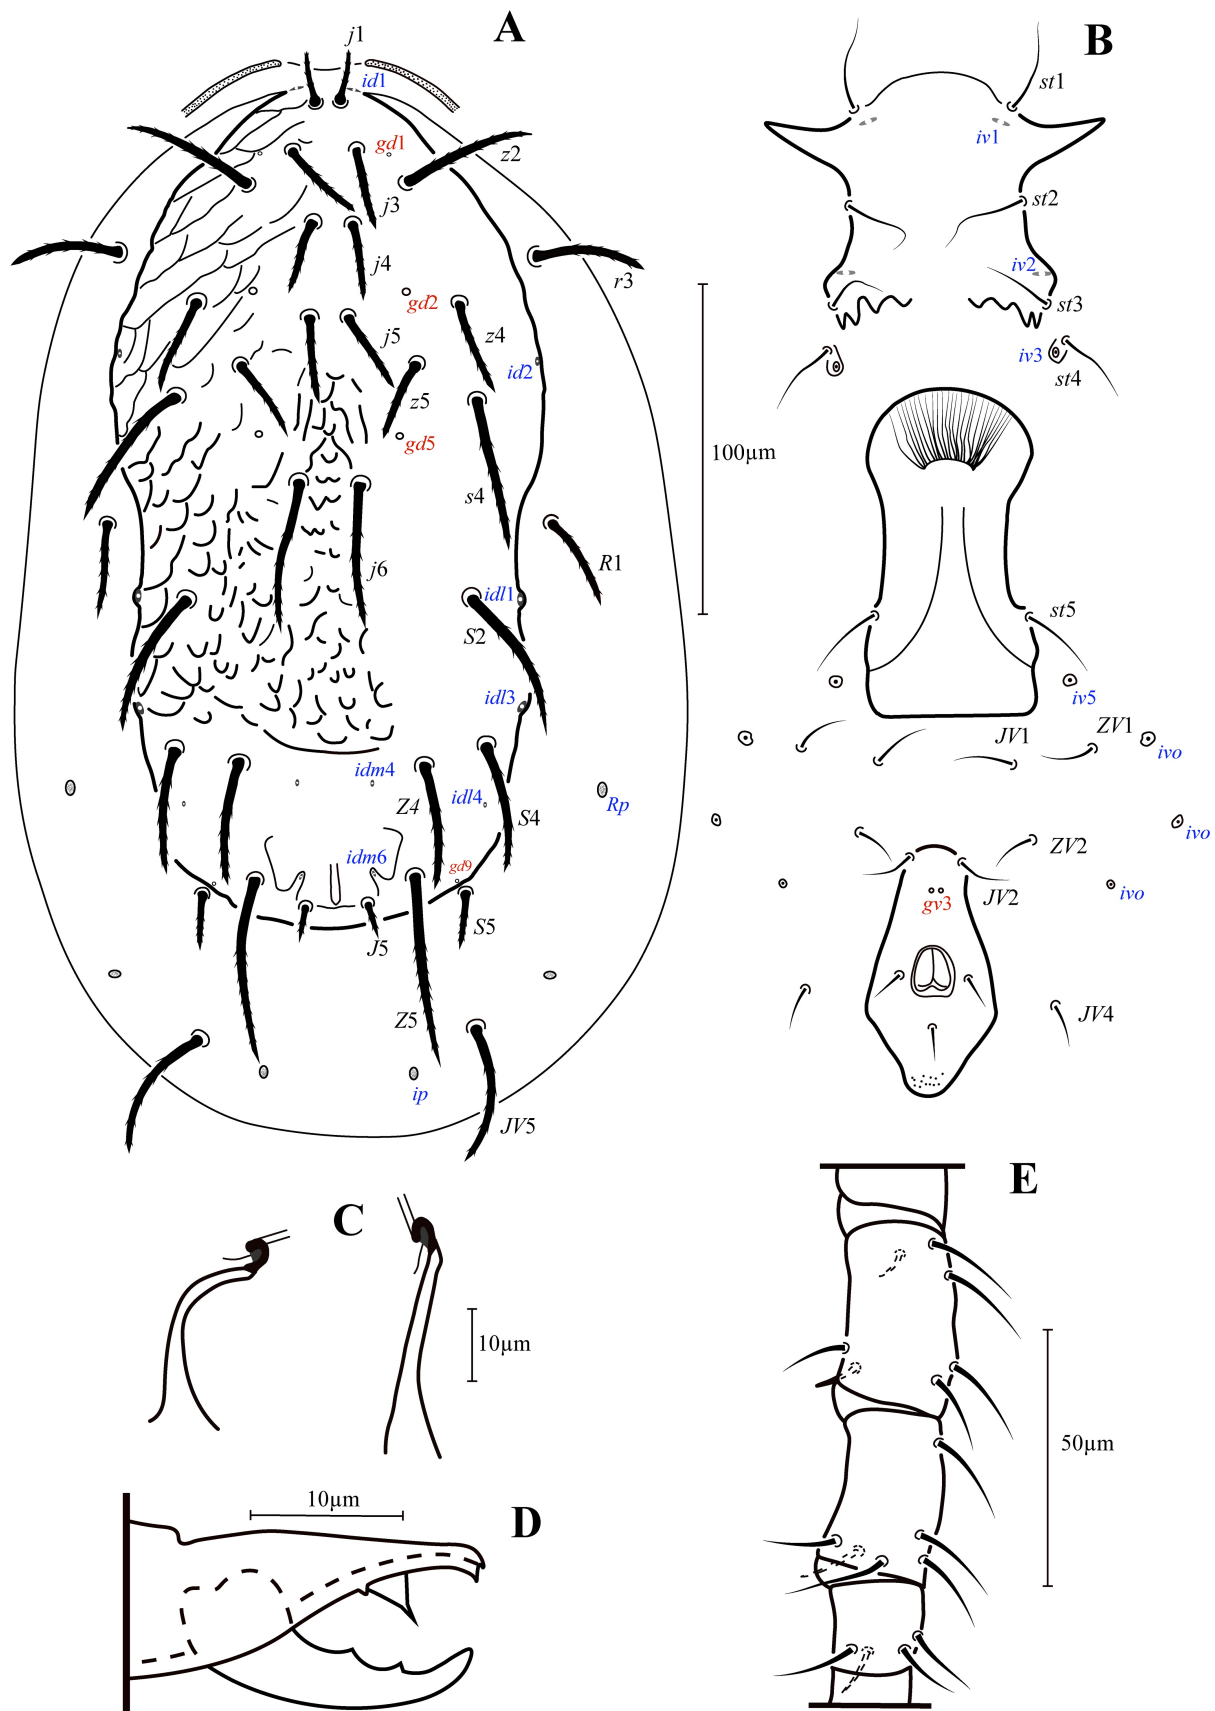 A
j1
id1
gd1
z2
j3
j4
r3
gd2
j5
z4
id2
z5
gd5
s4
R1
j6
idl1
S2
idl3
idm4
Z4
idl4
S4
Rp
idm6
gd9
J5
S5
Z5
ip
JV5
B
st1
iv1
st2
iv2
st3
iv3
st4
100µm
st5
iv5
JV1
ZV1
ivo
ivo
ZV2
JV2
gv3
ivo
JV4
C
10µm
D
10µm
E
50µm